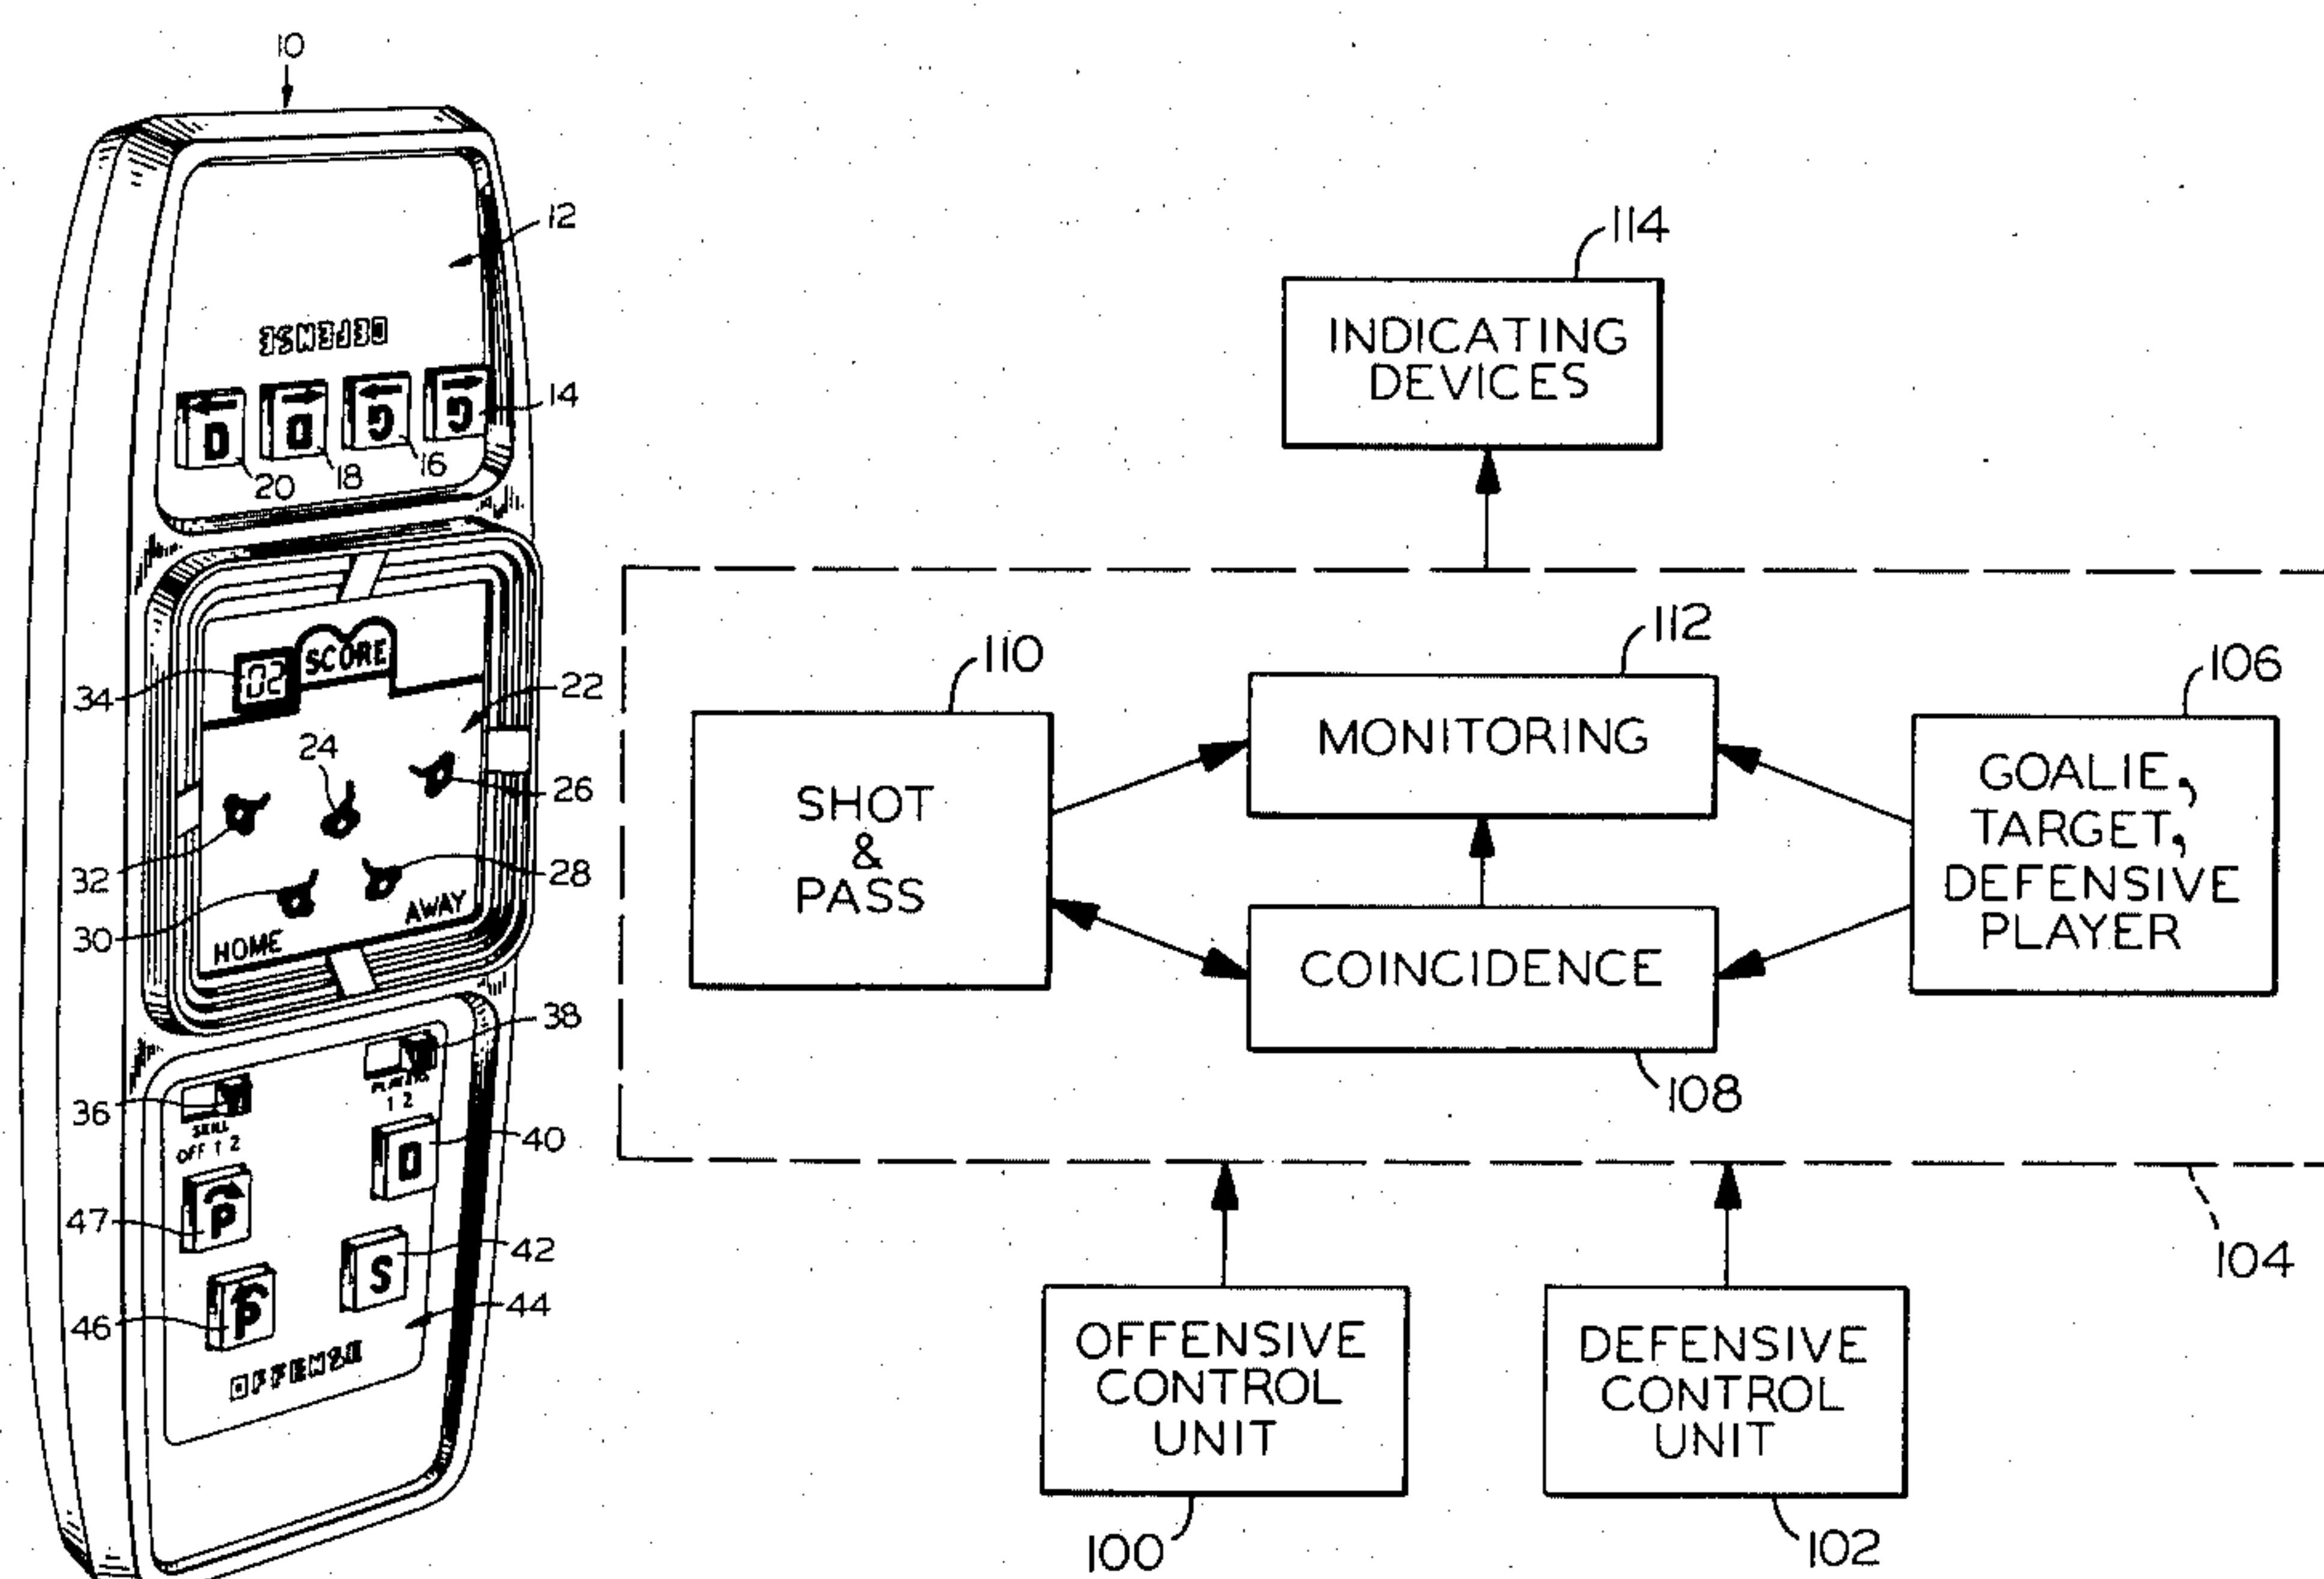 10
12
DEFENSE
D
D
G
G
14
16
18
20
SCORE
02
34
22
24
26
32
28
30
AWAY
HOME
38
PLAYERS
1 2
36
SKILL
OFF 1 2
40
D
P
47
42
S
P
46
44
OFFENSE
114
INDICATING
DEVICES
112
110
106
MONITORING
SHOT
&
PASS
GOALIE,
TARGET,
DEFENSIVE
PLAYER
COINCIDENCE
108
104
OFFENSIVE
CONTROL
UNIT
DEFENSIVE
CONTROL
UNIT
100
102